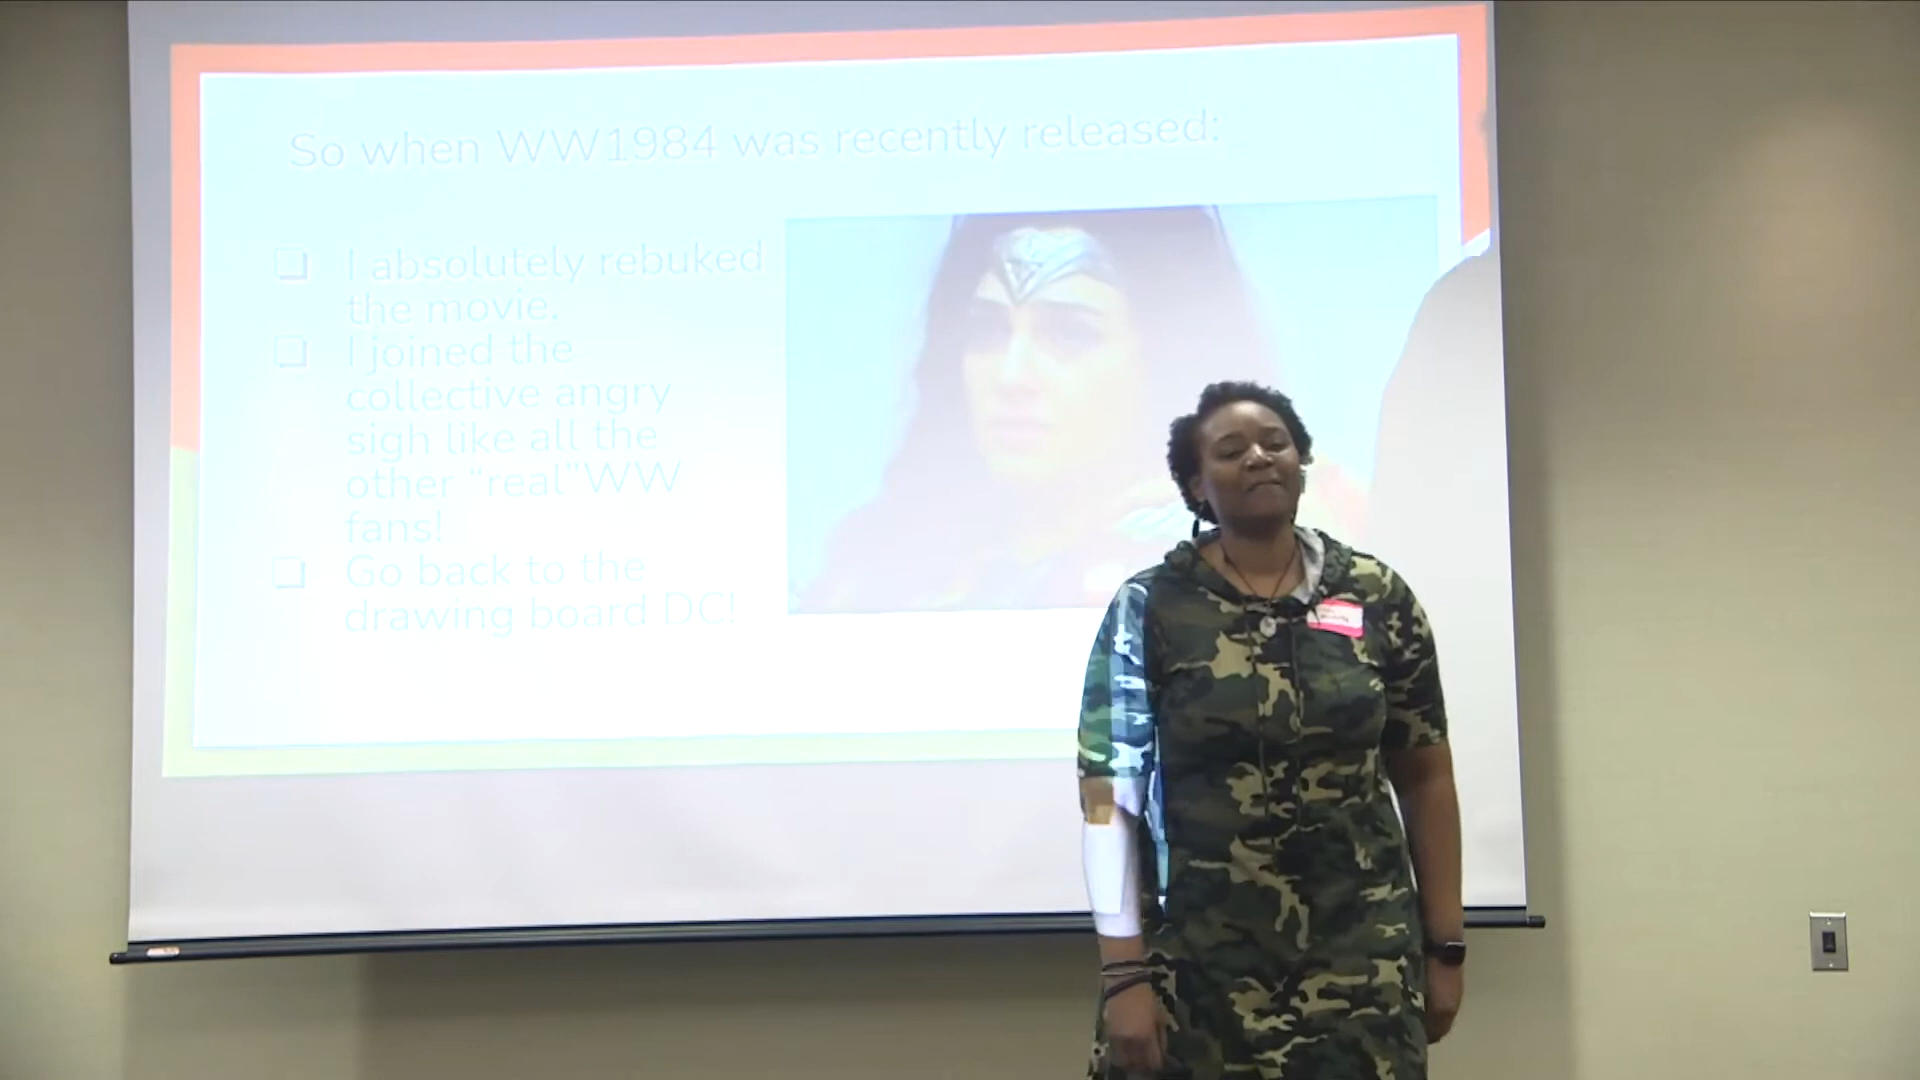 So when WW1984 was recently released:
❏ I absolutely rebuked
the movie.
❏ I joined the
collective angry
sigh like all the
other “real”WW
fans!
❏ Go back to the
drawing board DC!